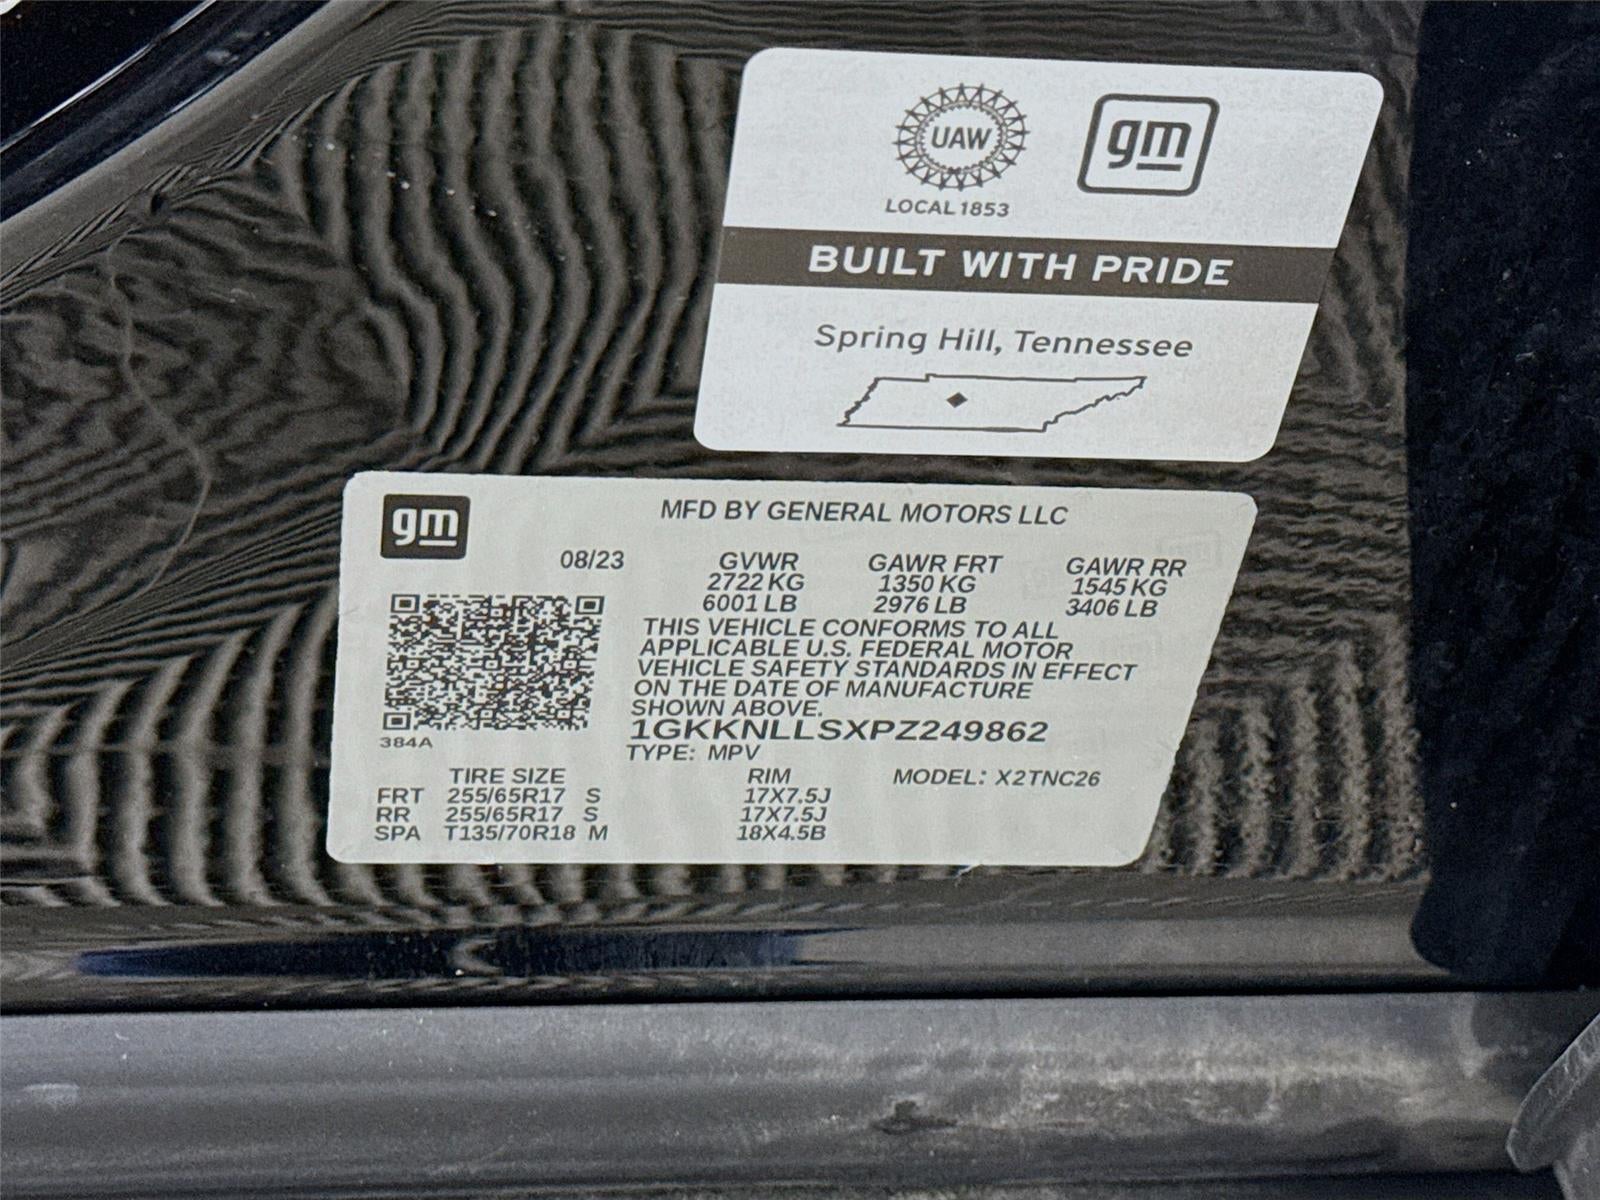 UAW
gm
LOCAL 1853
BUILT WITH PRIDE
Spring Hill, Tennessee
gm
MFD BY GENERAL MOTORS LLC
08/23 GVWR GAWR FRT GAWR RR
2722 KG 1350 KG 1545 KG
6001 LB 2976 LB 3406 LB
THIS VEHICLE CONFORMS TO ALL
APPLICABLE U.S. FEDERAL MOTOR
VEHICLE SAFETY STANDARDS IN EFFECT
ON THE DATE OF MANUFACTURE
SHOWN ABOVE.
1GKKNLLSXPZ249862
384A
TYPE: MPV
TIRE SIZE RIM MODEL: X2TNC26
FRT 255/65R17 S 17X7.5J
RR 255/65R17 S 17X7.5J
SPA T135/70R18 M 18X4.5B